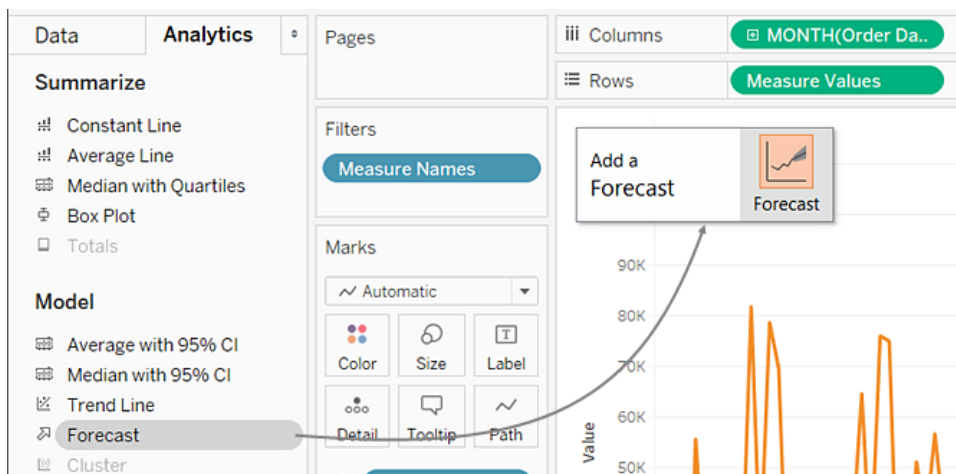 Data
Analytics
Summarize
Constant Line
Average Line
Median with Quartiles
Box Plot
Totals
Model
Average with 95% CI
Median with 95% CI
Trend Line
Forecast
Cluster
Pages
Filters
Measure Names
Marks
Automatic
Color
Size
Label
Detail
Tooltip
Path
iii Columns
MONTH(Order Da..
Rows
Measure Values
Add a
Forecast
Forecast
90K
80K
70K
60K
50K
Value